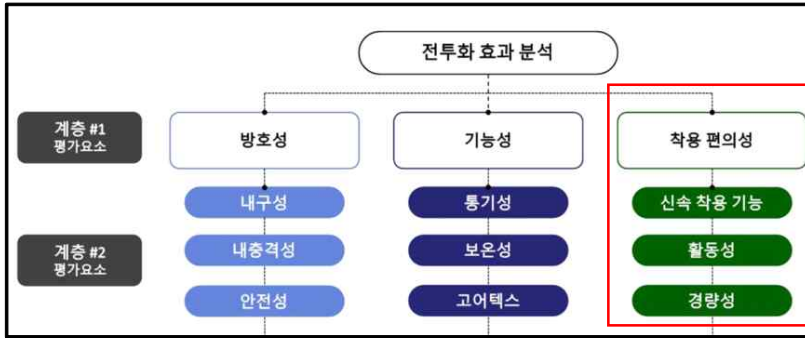 전투화 효과 분석
계층 #1
평가요소
방호성
기능성
착용 편의성
내구성
통기성
신속 착용 기능
계층 #2
평가요소
내충격성
보온성
활동성
안전성
고어텍스
경량성